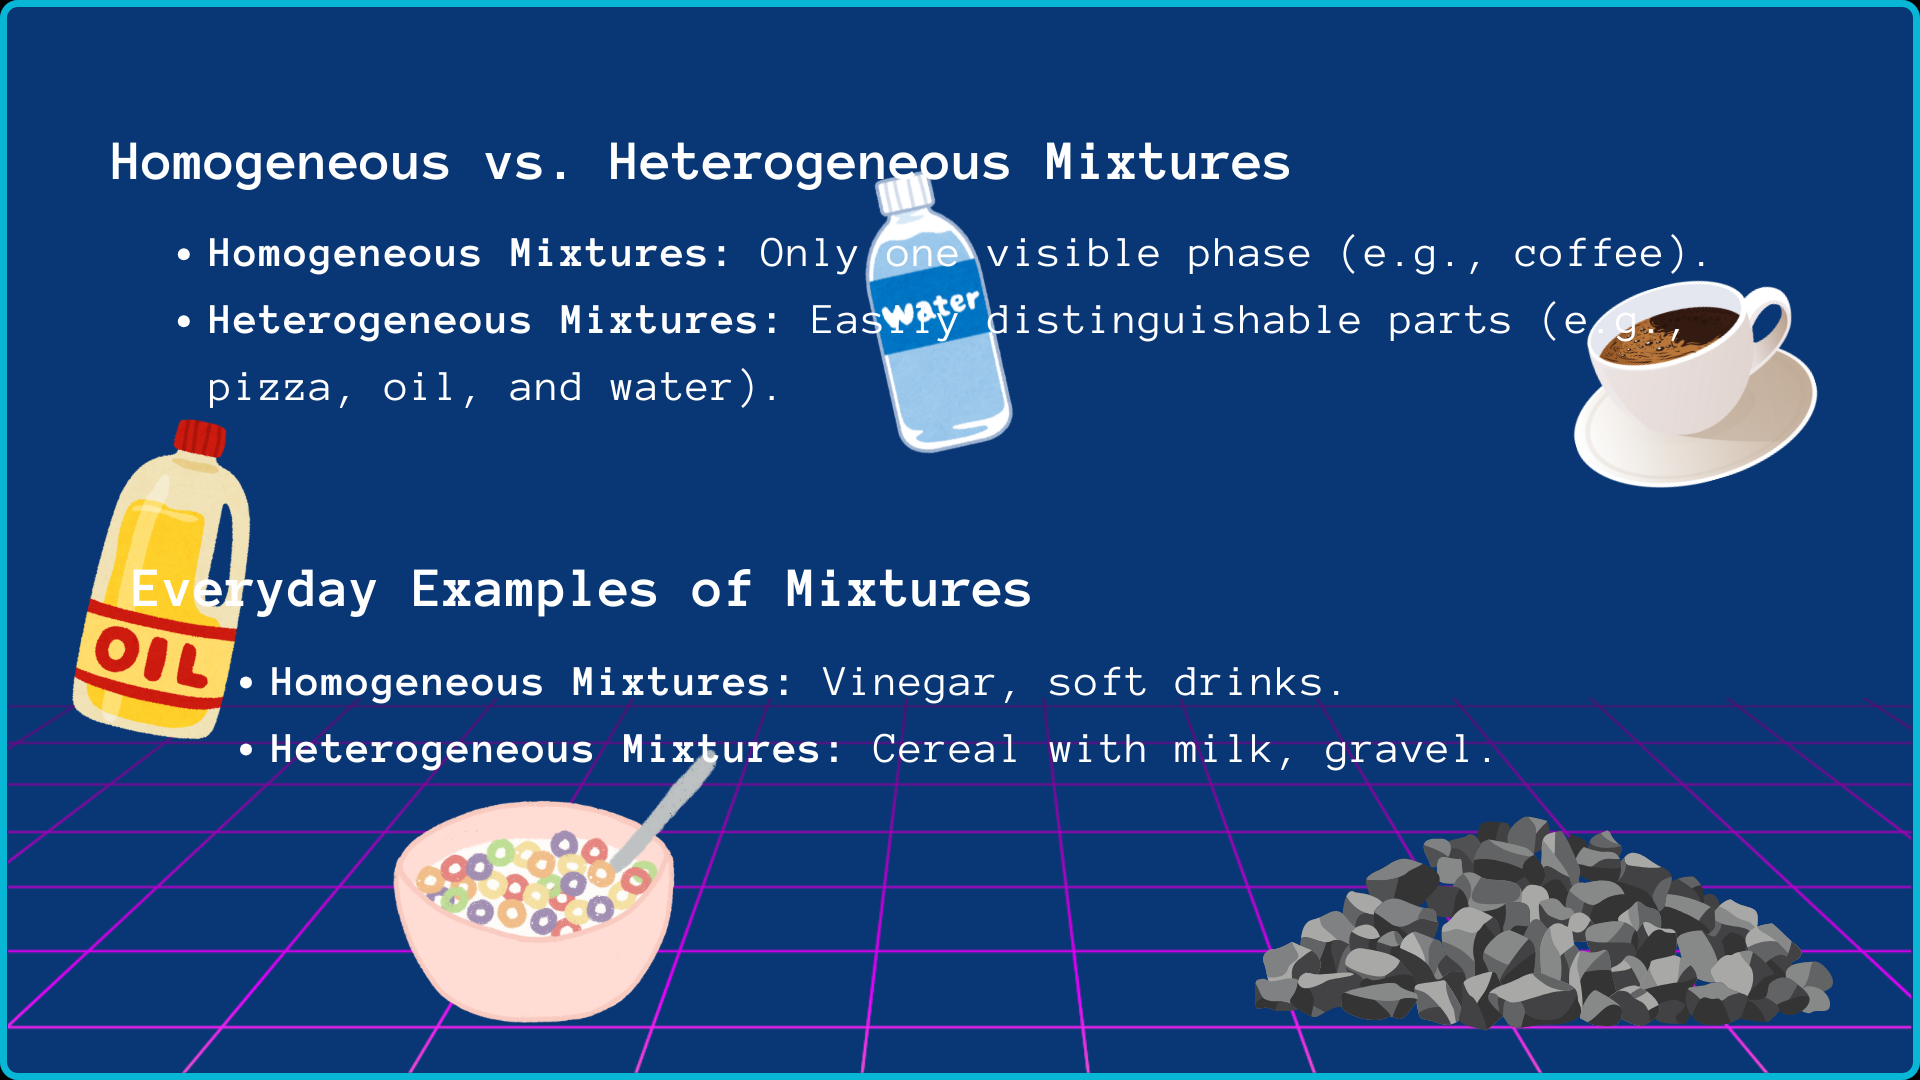 Homogeneous vs. Heterogeneous Mixtures
• Homogeneous Mixtures: Only one visible phase (e.g., coffee).
• Heterogeneous Mixtures: Easily distinguishable parts (e.g.,
pizza, oil, and water).
Water
Everyday Examples of Mixtures
OIL
• Homogeneous Mixtures: Vinegar, soft drinks.
• Heterogeneous Mixtures: Cereal with milk, gravel.